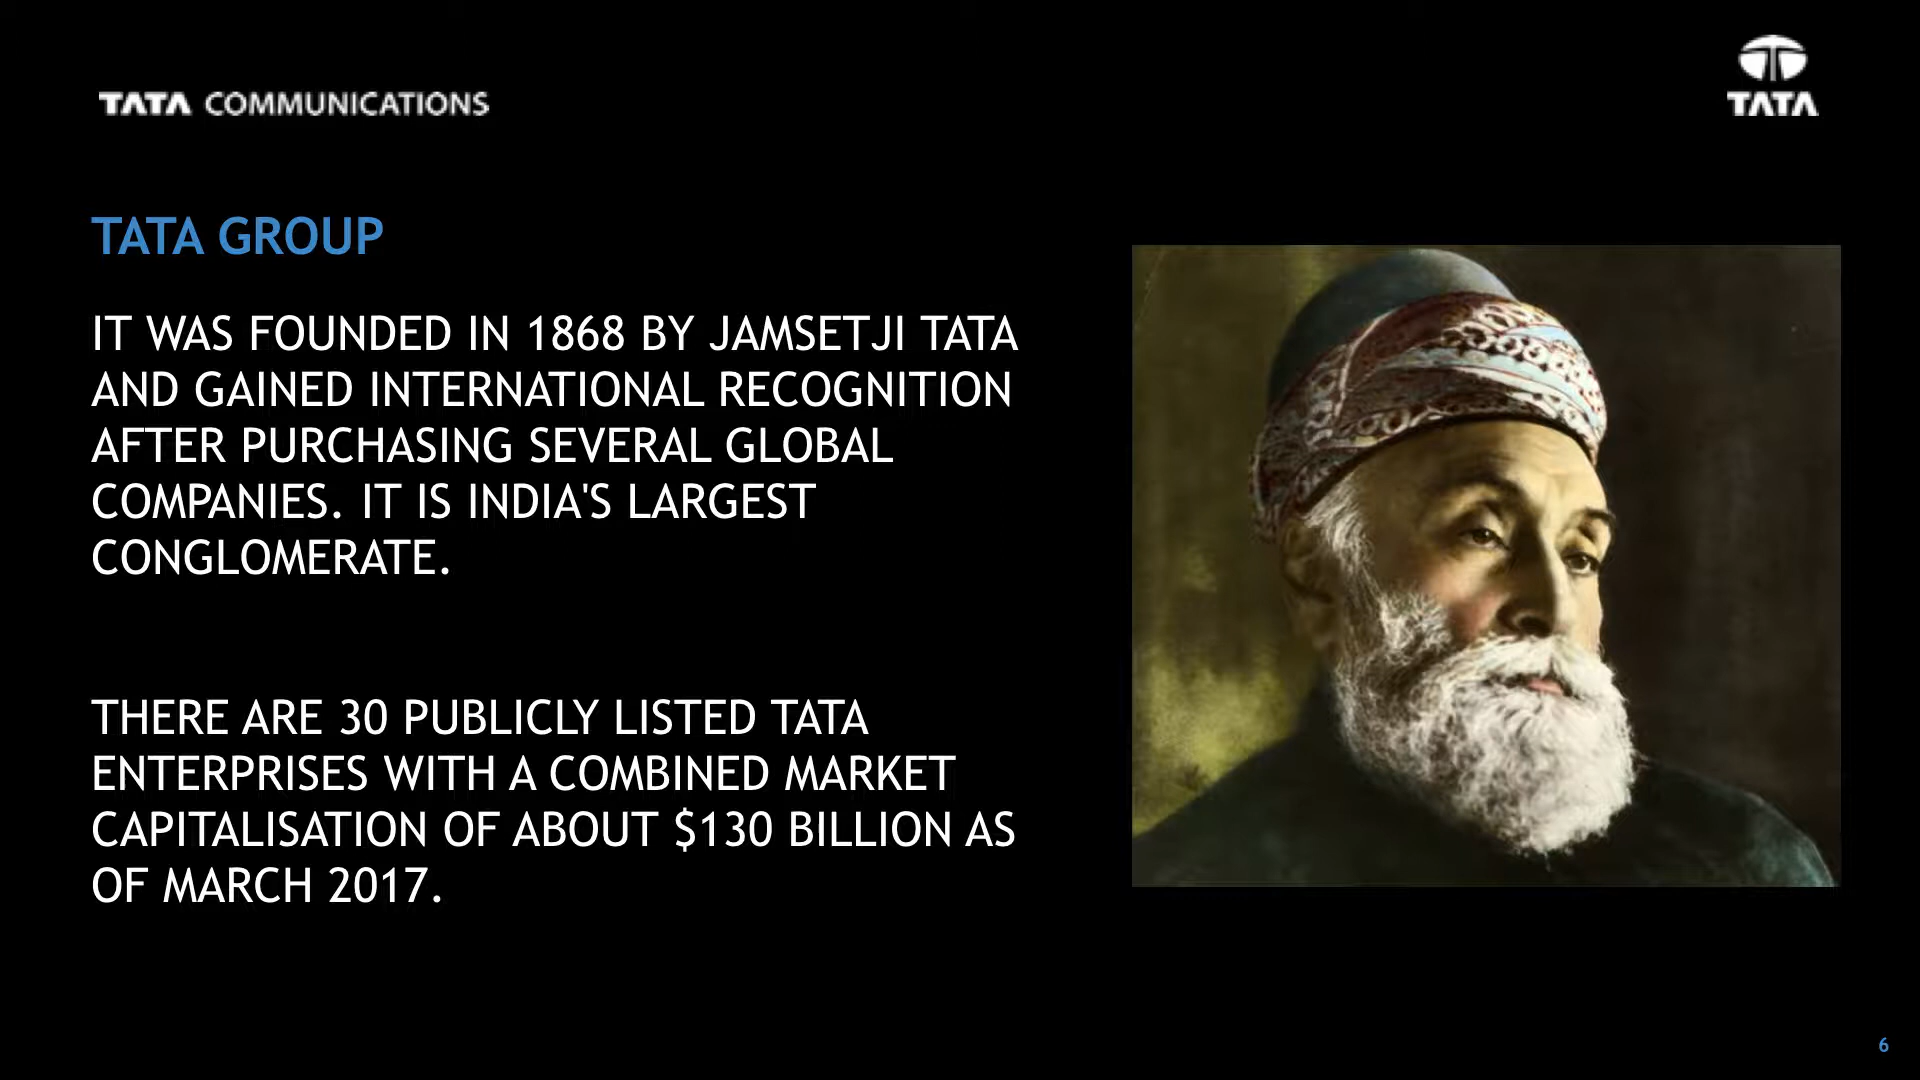 TATA COMMUNICATIONS
TATA
TATA GROUP
IT WAS FOUNDED IN 1868 BY JAMSETJI TATA
AND GAINED INTERNATIONAL RECOGNITION
AFTER PURCHASING SEVERAL GLOBAL
COMPANIES. IT IS INDIA'S LARGEST
CONGLOMERATE.
THERE ARE 30 PUBLICLY LISTED TATA
ENTERPRISES WITH A COMBINED MARKET
CAPITALISATION OF ABOUT $130 BILLION AS
OF MARCH 2017.
6